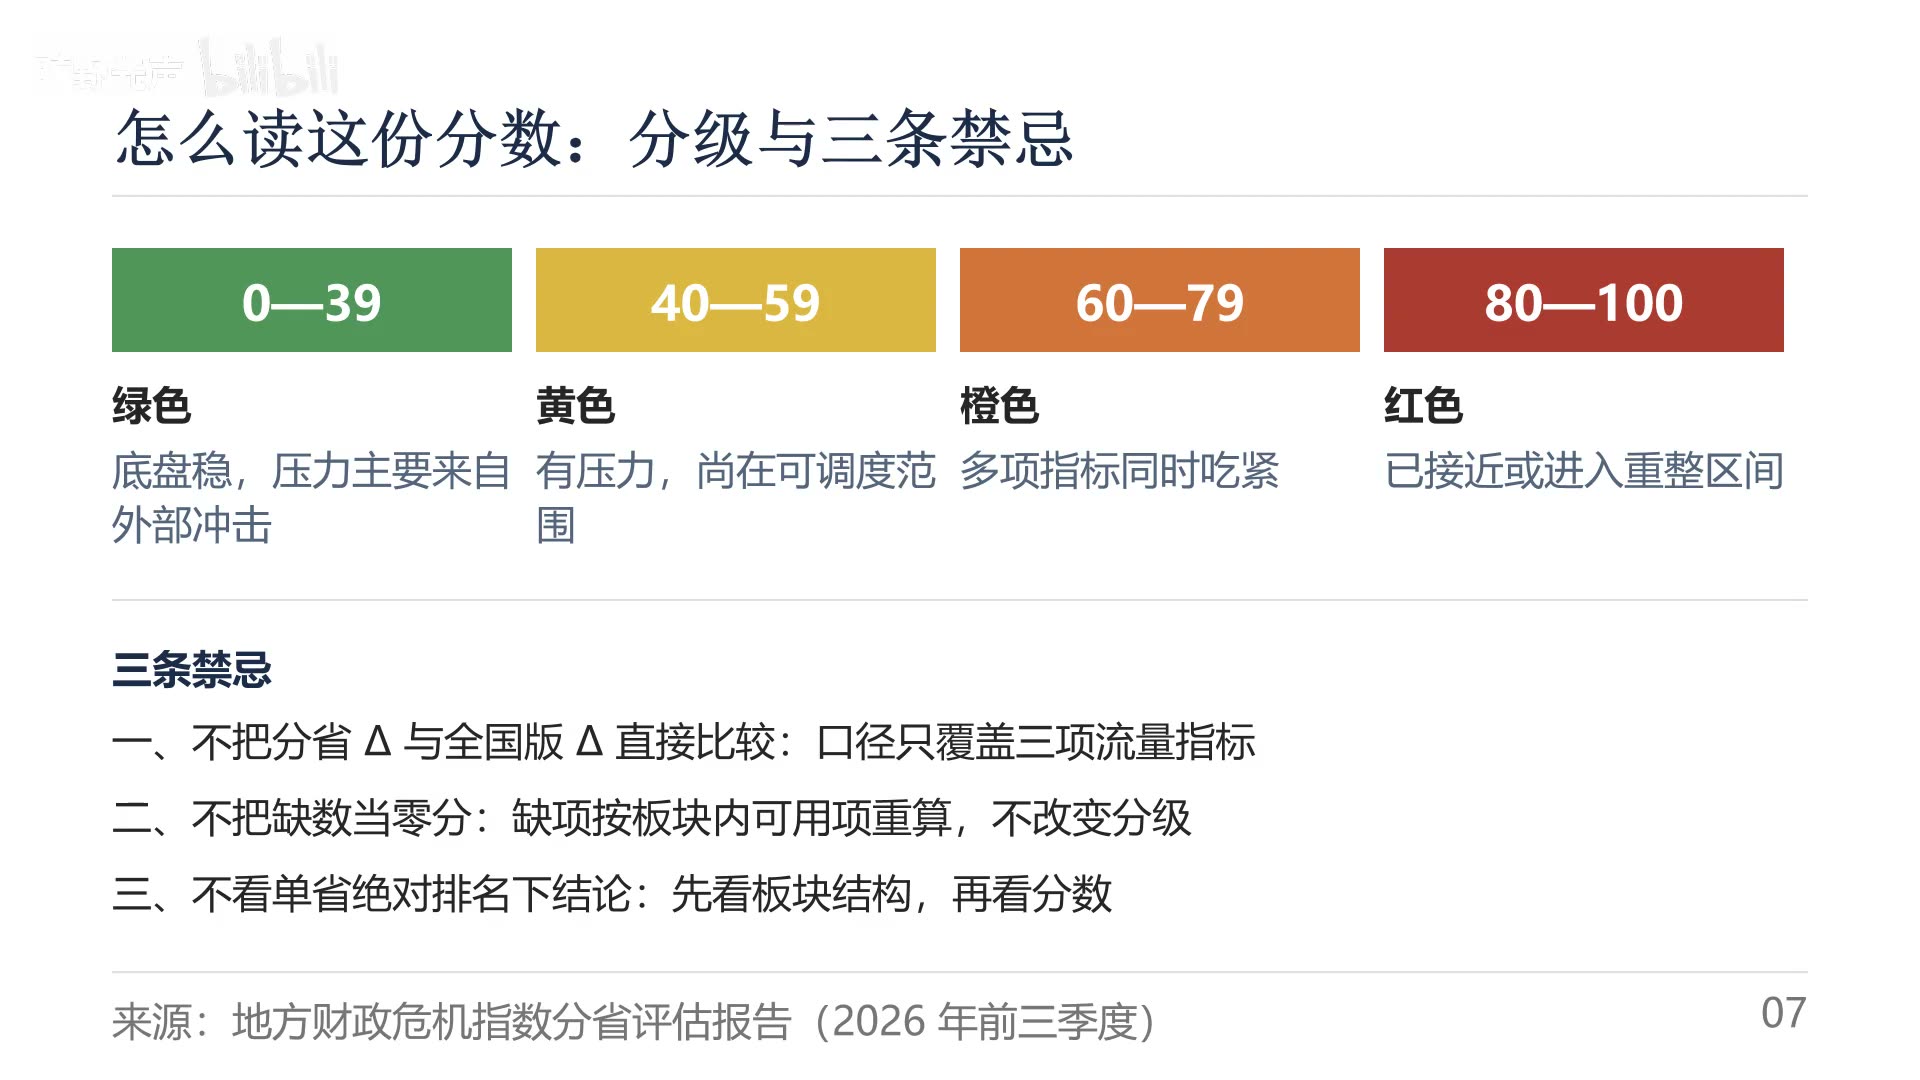 bilibili
怎么读这份分数：分级与三条禁忌
0—39
40—59
60—79
80—100
绿色
黄色
橙色
红色
底盘稳，压力主要来自
外部冲击
有压力，尚在可调度范
围
多项指标同时吃紧
已接近或进入重整区间
三条禁忌
一、不把分省 Δ 与全国版 Δ 直接比较：口径只覆盖三项流量指标
二、不把缺数当零分：缺项按板块内可用项重算，不改变分级
三、不看单省绝对排名下结论：先看板块结构，再看分数
来源：地方财政危机指数分省评估报告（2026 年前三季度）
07